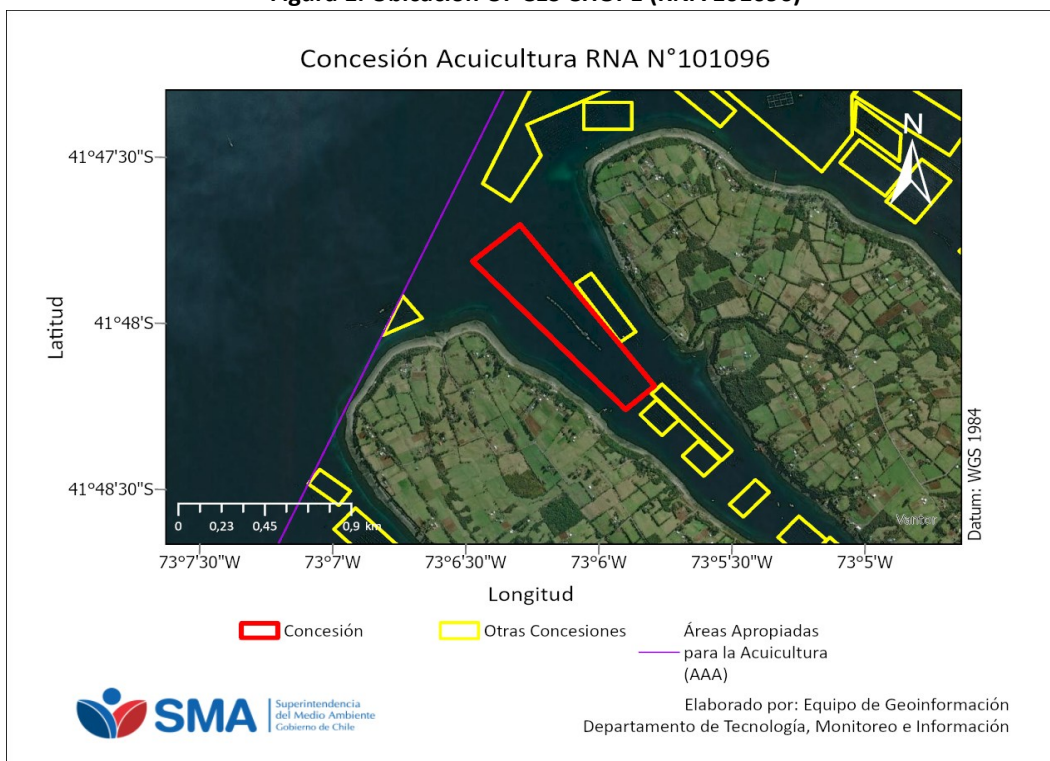 Concesión Acuicultura RNA N°101096
N
41°47'30"S
41°48'S
41°48'30"S
Latitud
Datum: WGS 1984
Vantor
0 0,23 0,45 0,9 km
73°7'30"W 73°7'W 73°6'30"W 73°6'W 73°5'30"W 73°5'W
Longitud
Concesión
Otras Concesiones
Áreas Apropiadas
para la Acuicultura
(AAA)
SMA
Superintendencia
del Medio Ambiente
Gobierno de Chile
Elaborado por: Equipo de Geoinformación
Departamento de Tecnología, Monitoreo e Información